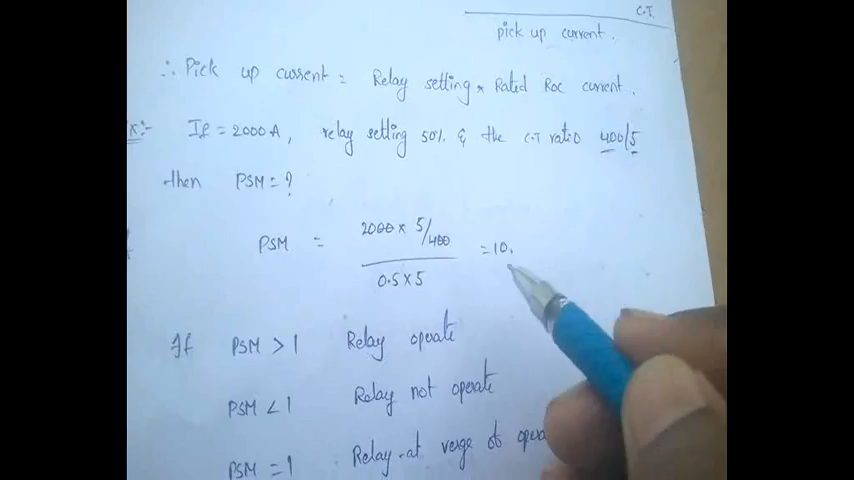 C.T.
pick up current.
∴ Pick up current = Relay setting × Rated Roc current.
Ex:- If = 2000A, relay setting 50% & the C.T ratio 400/5
then PSM = ?
PSM = 2000 × 5/400
= 10.
0.5 × 5
If PSM > 1 Relay operate
PSM < 1 Relay not operate
PSM = 1 Relay at verge of